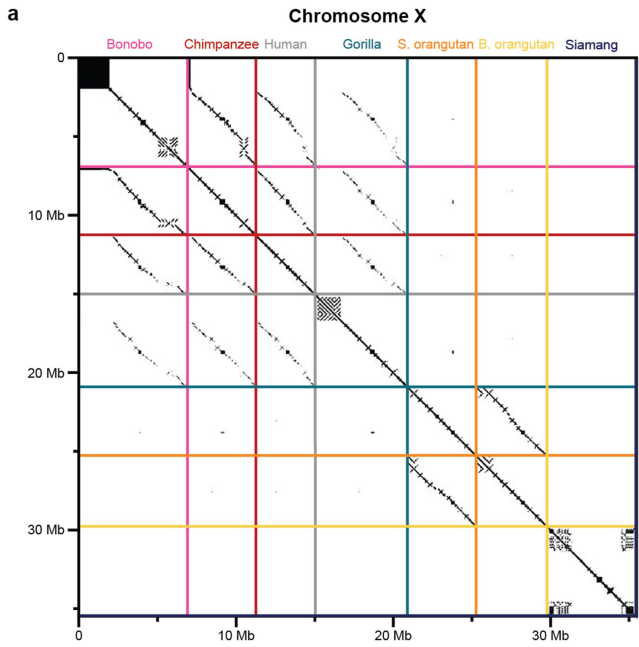 a
Chromosome X
Bonobo Chimpanzee Human Gorilla S. orangutan B. orangutan Siamang
0
10 Mb
20 Mb
30 Mb
0 10 Mb 20 Mb 30 Mb